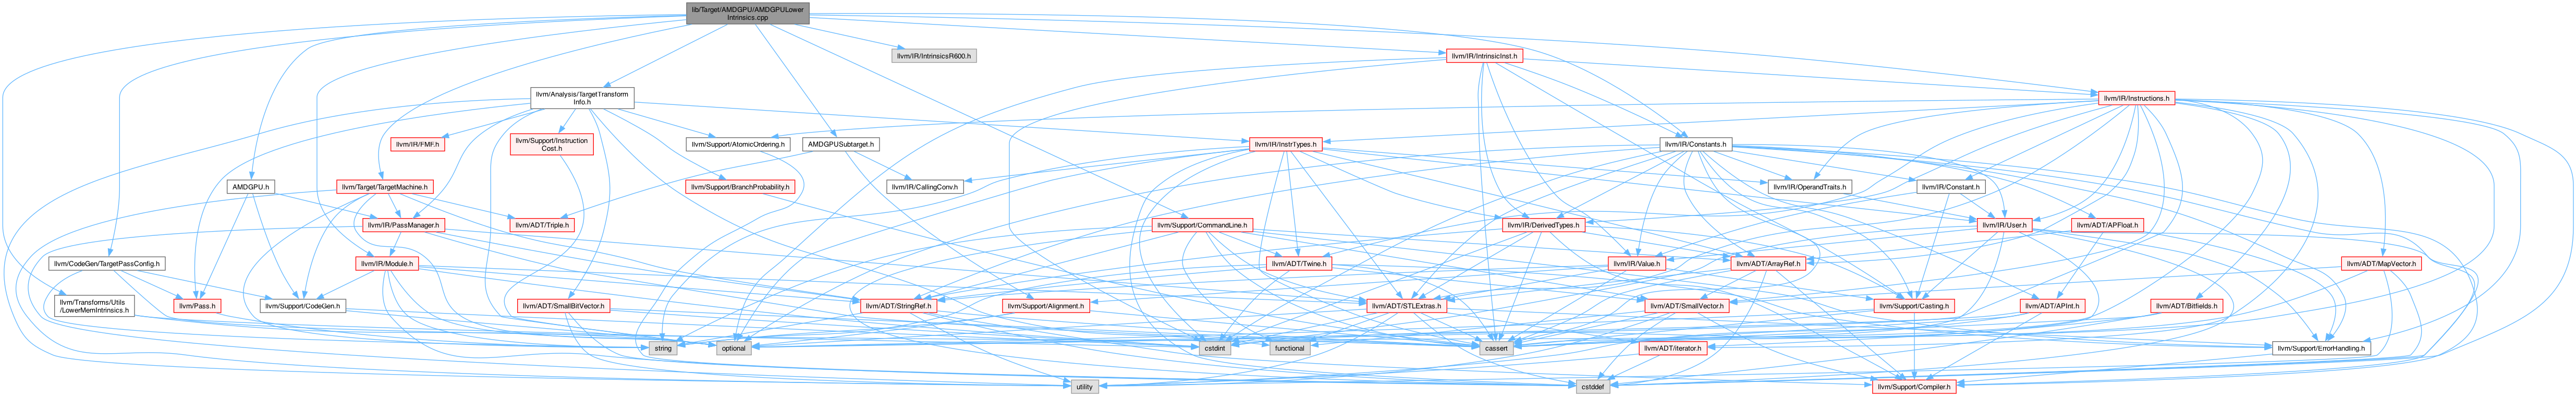 lib/Target/AMDGPU/AMDGPULower
Intrinsics.cpp
llvm/IR/IntrinsicsR600.h
llvm/IR/IntrinsicInst.h
llvm/Analysis/TargetTransform
Info.h
llvm/IR/Instructions.h
llvm/IR/FMF.h
llvm/Support/Instruction
Cost.h
llvm/Support/AtomicOrdering.h
AMDGPUSubtarget.h
llvm/IR/InstrTypes.h
llvm/IR/Constants.h
AMDGPU.h
llvm/Target/TargetMachine.h
llvm/Support/BranchProbability.h
llvm/IR/CallingConv.h
llvm/IR/OperandTraits.h
llvm/IR/Constant.h
llvm/IR/PassManager.h
llvm/ADT/Triple.h
llvm/Support/CommandLine.h
llvm/IR/DerivedTypes.h
llvm/IR/User.h
llvm/ADT/APFloat.h
llvm/CodeGen/TargetPassConfig.h
llvm/IR/Module.h
llvm/ADT/Twine.h
llvm/IR/Value.h
llvm/ADT/ArrayRef.h
llvm/ADT/MapVector.h
llvm/Transforms/Utils
/LowerMemIntrinsics.h
llvm/Pass.h
llvm/Support/CodeGen.h
llvm/ADT/SmallBitVector.h
llvm/ADT/StringRef.h
llvm/Support/Alignment.h
llvm/ADT/STLExtras.h
llvm/ADT/SmallVector.h
llvm/Support/Casting.h
llvm/ADT/APInt.h
llvm/ADT/Bitfields.h
string
optional
cstdint
functional
cassert
llvm/ADT/iterator.h
llvm/Support/ErrorHandling.h
utility
cstddef
llvm/Support/Compiler.h